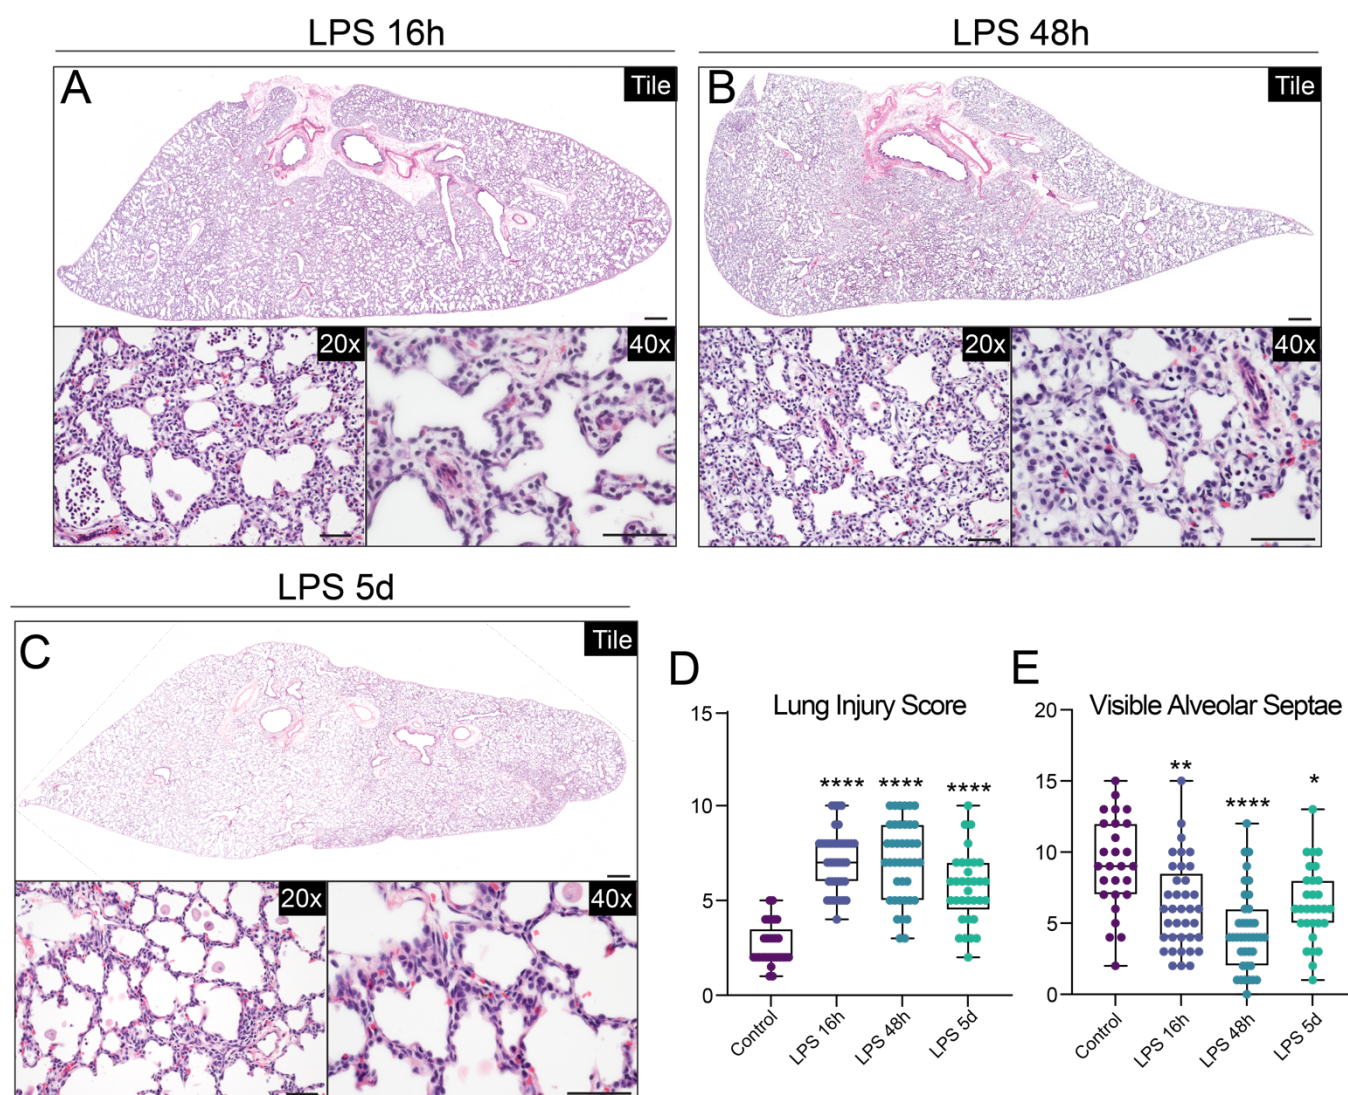 LPS 16h
LPS 48h
A
Tile
B
Tile
20x
40x
20x
40x
LPS 5d
C
Tile
20x
40x
D
Lung Injury Score
15
10
5
0
Control
LPS 16h
LPS 48h
LPS 5d
****
****
****
E
Visible Alveolar Septae
20
15
10
5
0
Control
LPS 16h
LPS 48h
LPS 5d
**
****
*